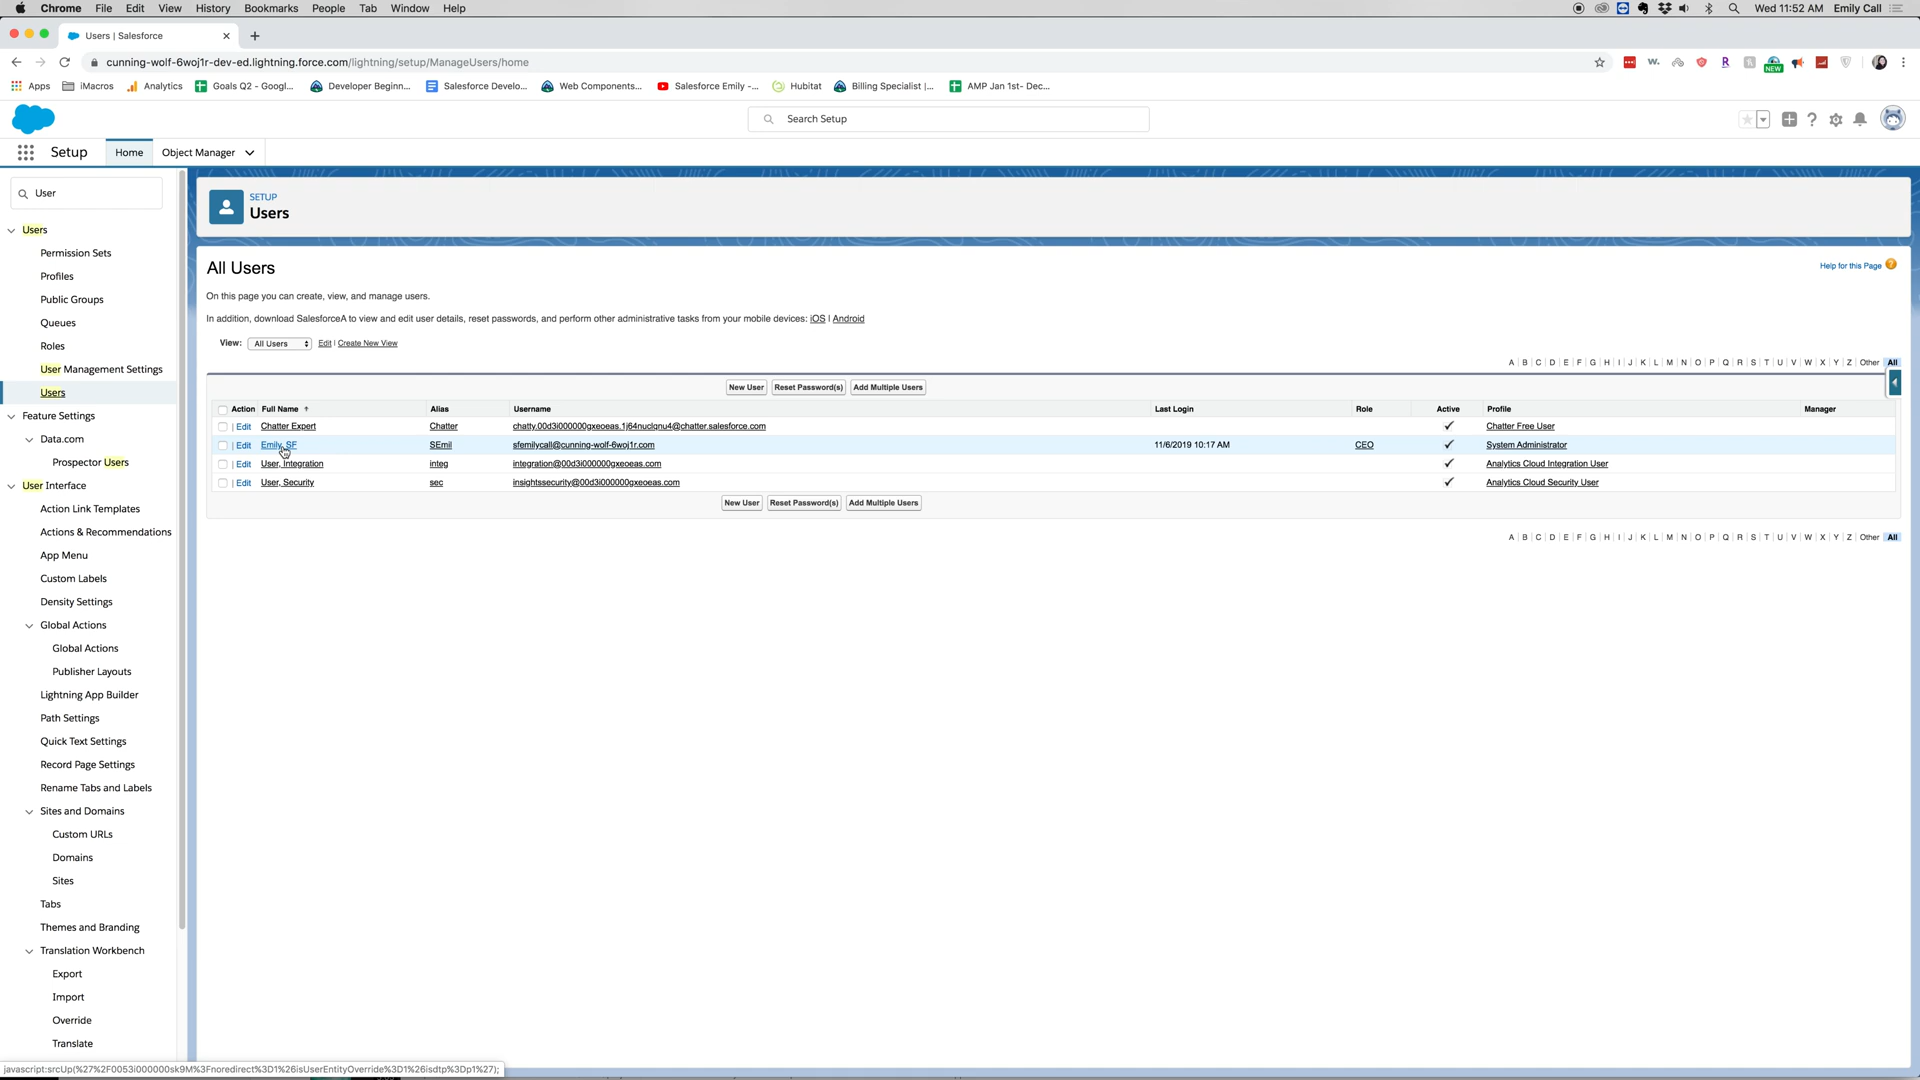 Chrome File Edit View History Bookmarks People Tab Window Help Wed 11:52 AM Emily Call
Users | Salesforce
cunning-wolf-6woj1r-dev-ed.lightning.force.com/lightning/setup/ManageUsers/home
Apps iMacros Analytics Goals Q2 - Googl... Developer Beginn... Salesforce Develo... Web Components... Salesforce Emily -... Hubitat Billing Specialist |... AMP Jan 1st- Dec...
Search Setup
Setup Home Object Manager
User
Users
Permission Sets
Profiles
Public Groups
Queues
Roles
User Management Settings
Users
Feature Settings
Data.com
Prospector Users
User Interface
Action Link Templates
Actions & Recommendations
App Menu
Custom Labels
Density Settings
Global Actions
Global Actions
Publisher Layouts
Lightning App Builder
Path Settings
Quick Text Settings
Record Page Settings
Rename Tabs and Labels
Sites and Domains
Custom URLs
Domains
Sites
Tabs
Themes and Branding
Translation Workbench
Export
Import
Override
Translate
SETUP
Users
All Users
Help for this Page ?
On this page you can create, view, and manage users.
In addition, download SalesforceA to view and edit user details, reset passwords, and perform other administrative tasks from your mobile devices: iOS | Android
View: All Users Edit | Create New View
A | B | C | D | E | F | G | H | I | J | K | L | M | N | O | P | Q | R | S | T | U | V | W | X | Y | Z | Other | All
New User Reset Password(s) Add Multiple Users
Action Full Name Alias Username Last Login Role Active Profile Manager
| Edit Chatter Expert Chatter chatty.00d3i000000gxeoeas.1j64nuclqnu4@chatter.salesforce.com Chatter Free User
| Edit Emily, SF SEmil sfemilycall@cunning-wolf-6woj1r.com 11/6/2019 10:17 AM CEO System Administrator
| Edit User, Integration integ integration@00d3i000000gxeoeas.com Analytics Cloud Integration User
| Edit User, Security sec insightssecurity@00d3i000000gxeoeas.com Analytics Cloud Security User
New User Reset Password(s) Add Multiple Users
A | B | C | D | E | F | G | H | I | J | K | L | M | N | O | P | Q | R | S | T | U | V | W | X | Y | Z | Other | All
javascript:srcUp(%27%2F0053i000000sk9M%3Fnoredirect%3D1%26isUserEntityOverride%3D1%26isdtp%3Dp1%27);